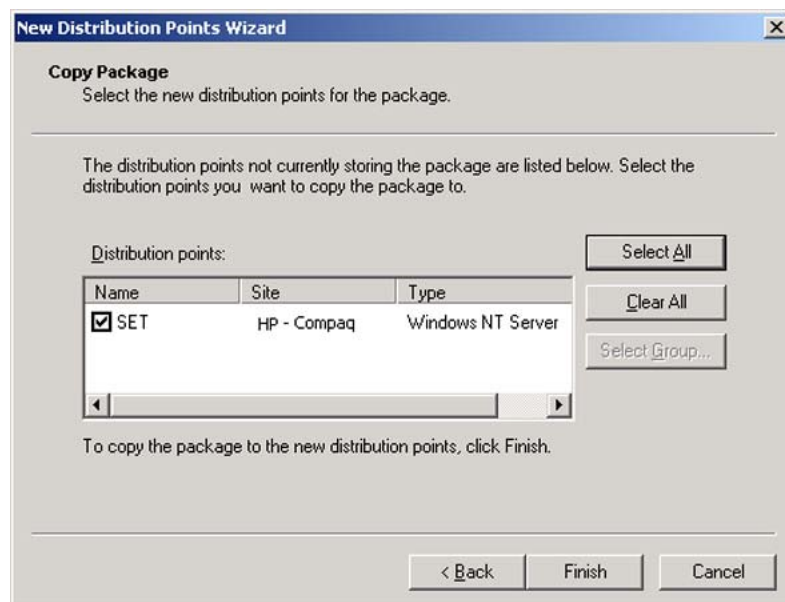 New Distribution Points Wizard
Copy Package
Select the new distribution points for the package.
The distribution points not currently storing the package are listed below. Select the
distribution points you want to copy the package to.
Distribution points:
Select All
Name Site Type
Clear All
SET HP - Compaq Windows NT Server
Select Group...
To copy the package to the new distribution points, click Finish.
< Back Finish Cancel